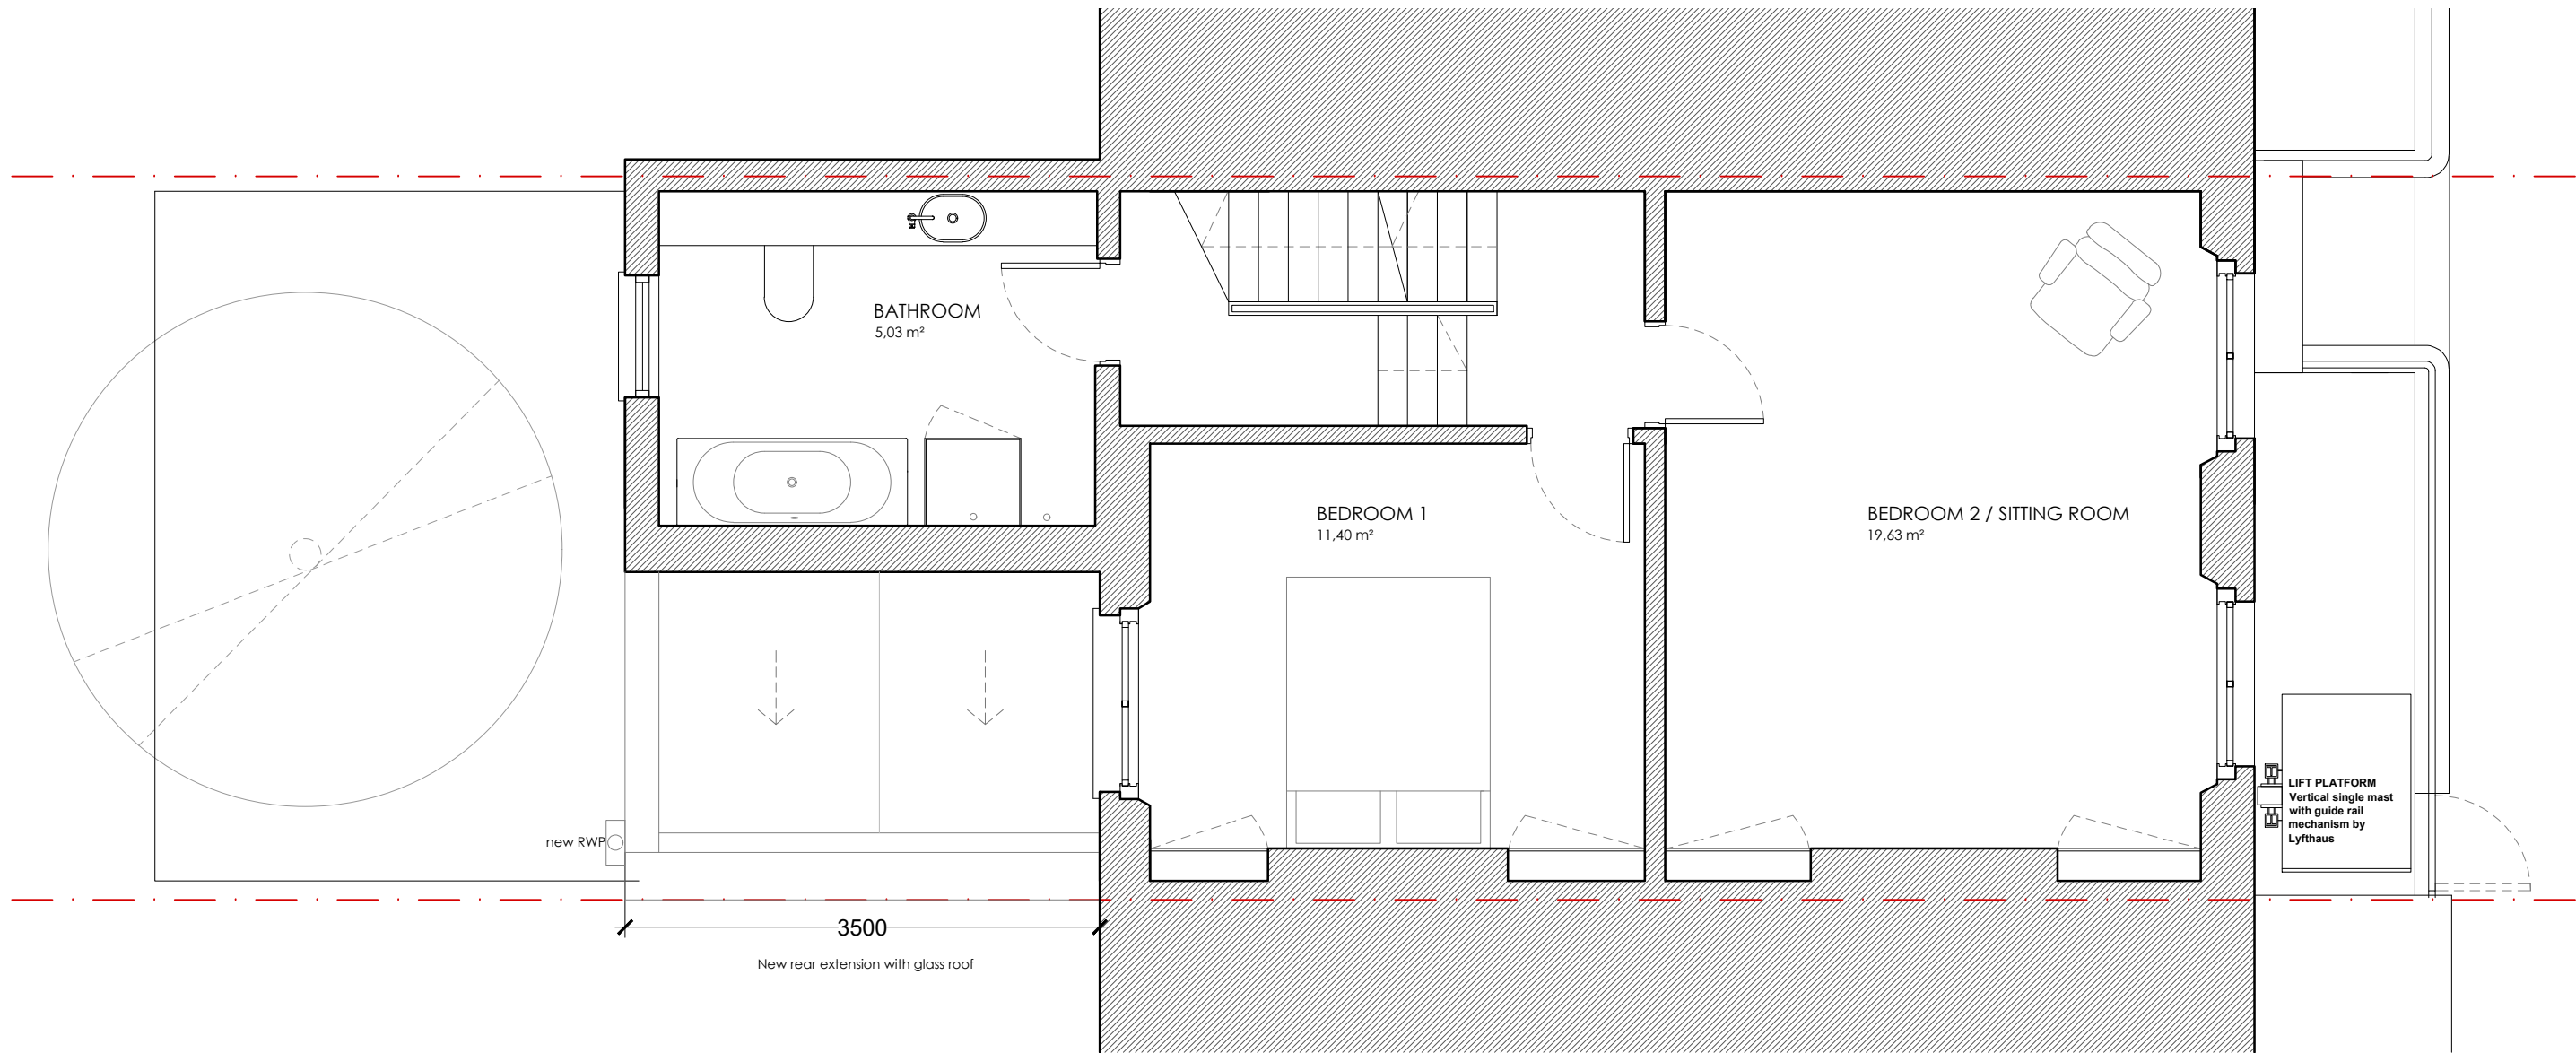 BATHROOM
5,03 m²
BEDROOM 1
11,40 m²
BEDROOM 2 / SITTING ROOM
19,63 m²
LIFT PLATFORM
Vertical single mast
with guide rail
mechanism by
Lyfthaus
new RWP
3500
New rear extension with glass roof